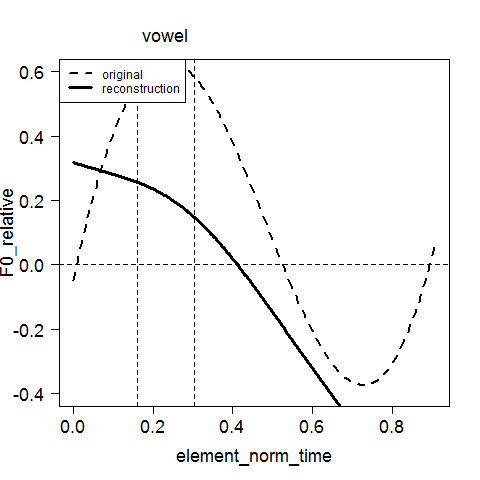 vowel
original
reconstruction
0.6
0.4
0.2
0.0
-0.2
-0.4
F0_relative
0.0 0.2 0.4 0.6 0.8
element_norm_time